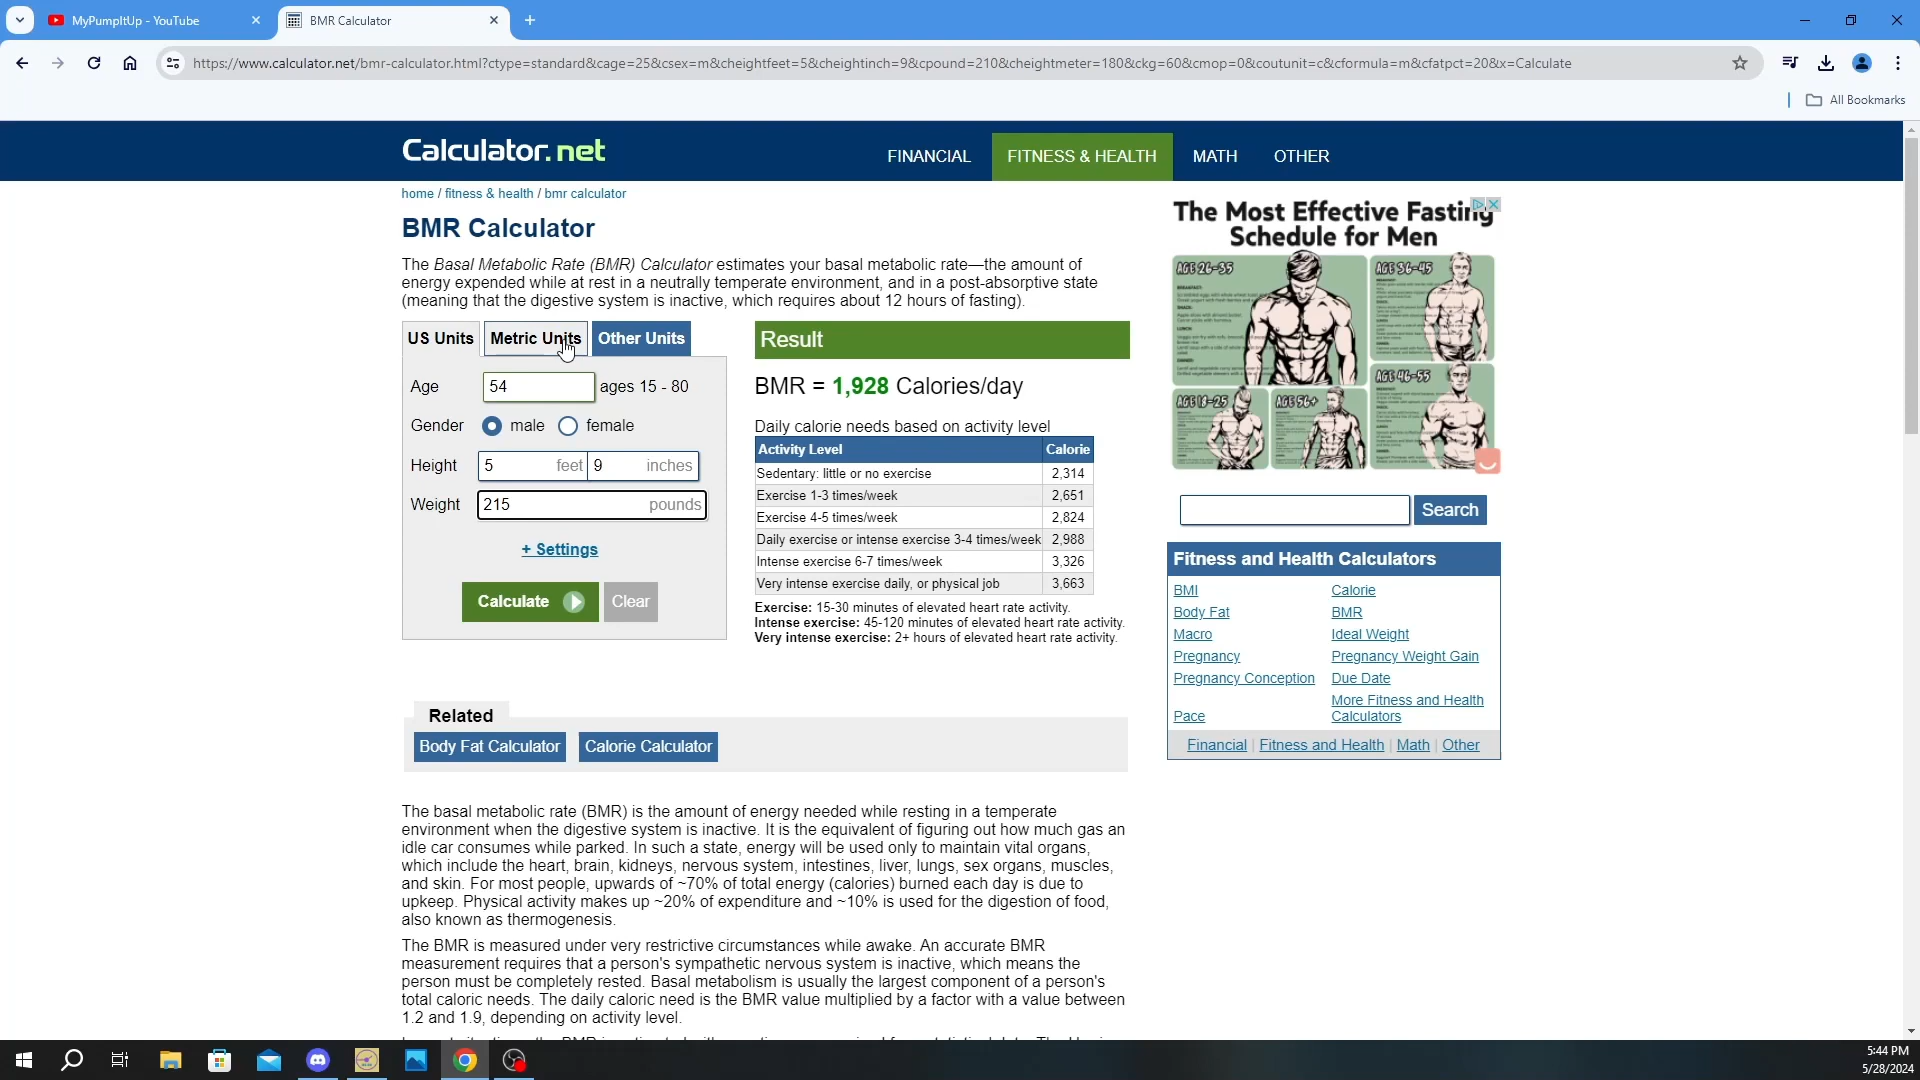 MyPumpItUp - YouTube
BMR Calculator
https://www.calculator.net/bmr-calculator.html?ctype=standard&cage=25&csex=m&cheightfeet=5&cheightinch=9&cpound=210&cheightmeter=180&ckg=60&cmop=0&coutunit=c&cformula=m&cfatpct=20&x=Calculate
All Bookmarks
Calculator.net
FINANCIAL
FITNESS & HEALTH
MATH
OTHER
home / fitness & health / bmr calculator
BMR Calculator
The Basal Metabolic Rate (BMR) Calculator estimates your basal metabolic rate—the amount of
energy expended while at rest in a neutrally temperate environment, and in a post-absorptive state
(meaning that the digestive system is inactive, which requires about 12 hours of fasting).
US Units
Metric Units
Other Units
Age 54 ages 15 - 80
Gender male female
Height 5 feet 9 inches
Weight 215 pounds
+ Settings
Calculate
Clear
Result
BMR = 1,928 Calories/day
Daily calorie needs based on activity level
Activity Level Calorie
Sedentary: little or no exercise 2,314
Exercise 1-3 times/week 2,651
Exercise 4-5 times/week 2,824
Daily exercise or intense exercise 3-4 times/week 2,988
Intense exercise 6-7 times/week 3,326
Very intense exercise daily, or physical job 3,663
Exercise: 15-30 minutes of elevated heart rate activity.
Intense exercise: 45-120 minutes of elevated heart rate activity.
Very intense exercise: 2+ hours of elevated heart rate activity.
Related
Body Fat Calculator
Calorie Calculator
The basal metabolic rate (BMR) is the amount of energy needed while resting in a temperate
environment when the digestive system is inactive. It is the equivalent of figuring out how much gas an
idle car consumes while parked. In such a state, energy will be used only to maintain vital organs,
which include the heart, brain, kidneys, nervous system, intestines, liver, lungs, sex organs, muscles,
and skin. For most people, upwards of ~70% of total energy (calories) burned each day is due to
upkeep. Physical activity makes up ~20% of expenditure and ~10% is used for the digestion of food,
also known as thermogenesis.
The BMR is measured under very restrictive circumstances while awake. An accurate BMR
measurement requires that a person's sympathetic nervous system is inactive, which means the
person must be completely rested. Basal metabolism is usually the largest component of a person's
total caloric needs. The daily caloric need is the BMR value multiplied by a factor with a value between
1.2 and 1.9, depending on activity level.
The Most Effective Fasting
Schedule for Men
AGE 26-35
AGE 36-45
AGE 46-55
AGE 18-25
AGE 56+
Search
Fitness and Health Calculators
BMI Calorie
Body Fat BMR
Macro Ideal Weight
Pregnancy Pregnancy Weight Gain
Pregnancy Conception Due Date
Pace More Fitness and Health
Calculators
Financial | Fitness and Health | Math | Other
5:44 PM
5/28/2024